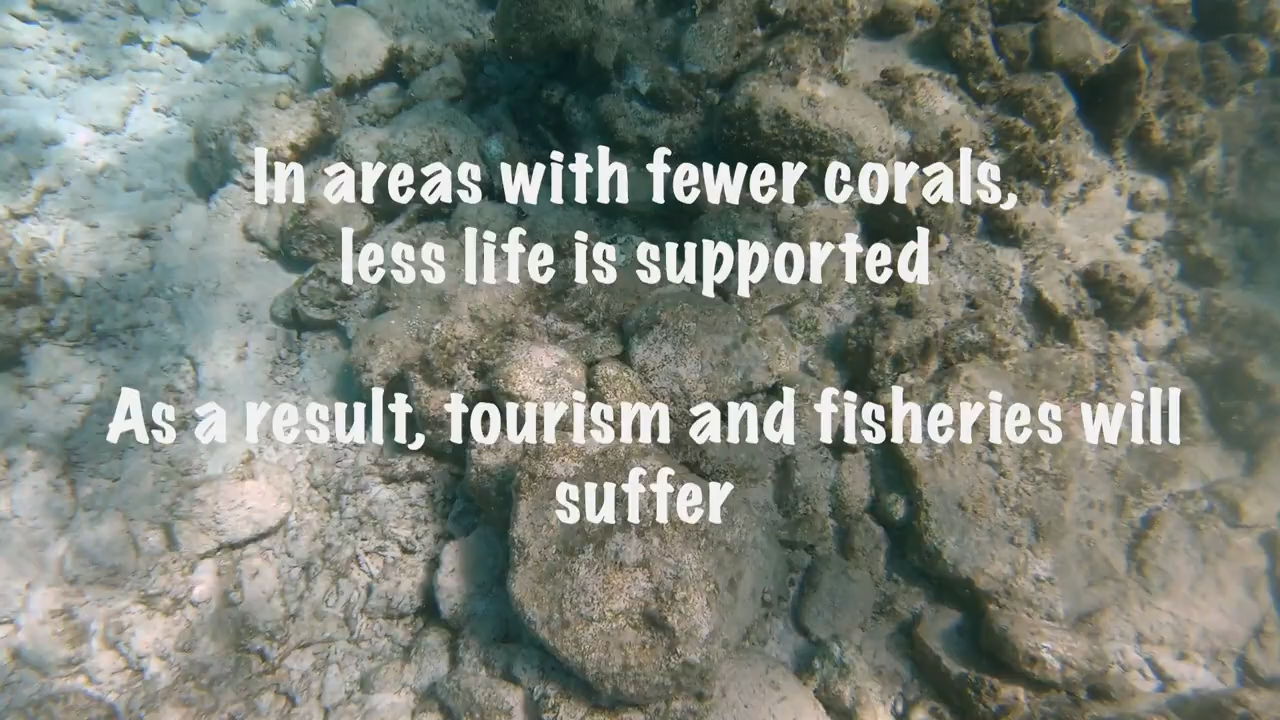 In areas with fewer corals,
less life is supported
As a result, tourism and fisheries will
suffer